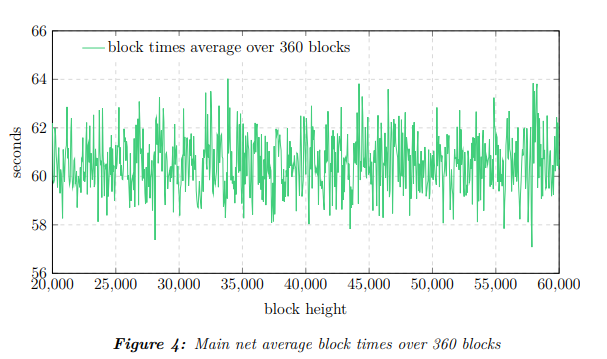 66
block times average over 360 blocks
64
62
seconds
60
58
56
20,000 25,000 30,000 35,000 40,000 45,000 50,000 55,000 60,000
block height
Figure 4: Main net average block times over 360 blocks